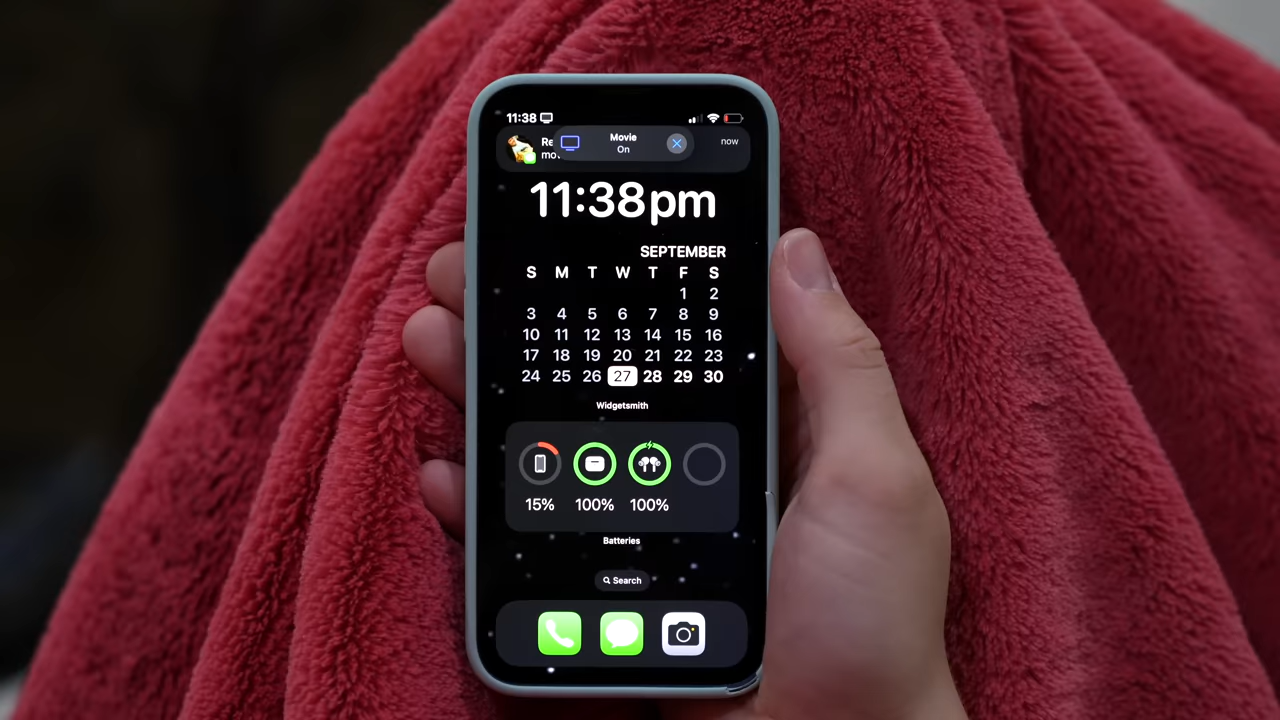 11:38
Movie
now
On
11:38pm
SEPTEMBER
S M T W T F S
1 2
3 4 5 6 7 8 9
10 11 12 13 14 15 16
17 18 19 20 21 22 23
24 25 26 27 28 29 30
Widgetsmith
15% 100% 100%
Batteries
Search